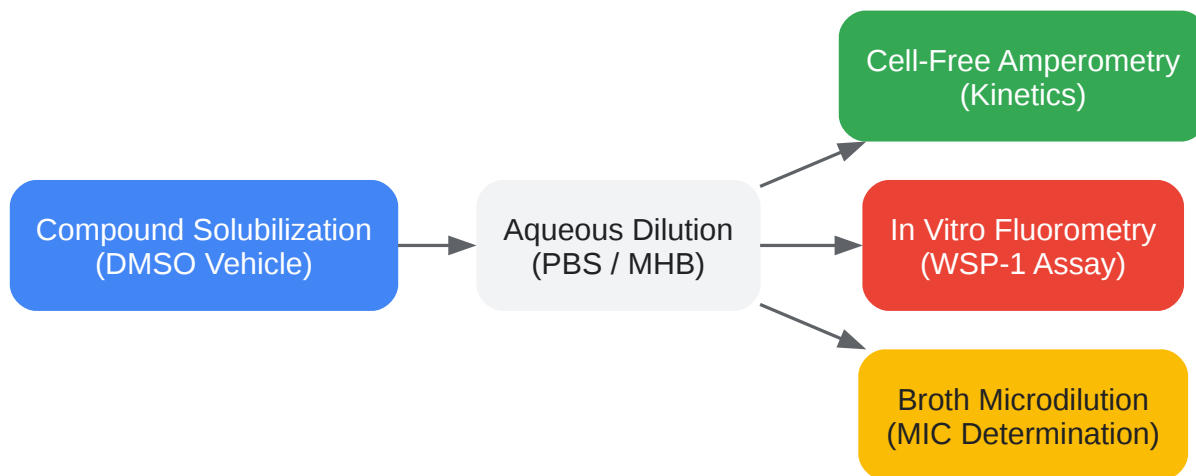 Compound Solubilization
(DMSO Vehicle)
Aqueous Dilution
(PBS / MHB)
Cell-Free Amperometry
(Kinetics)
In Vitro Fluorometry
(WSP-1 Assay)
Broth Microdilution
(MIC Determination)